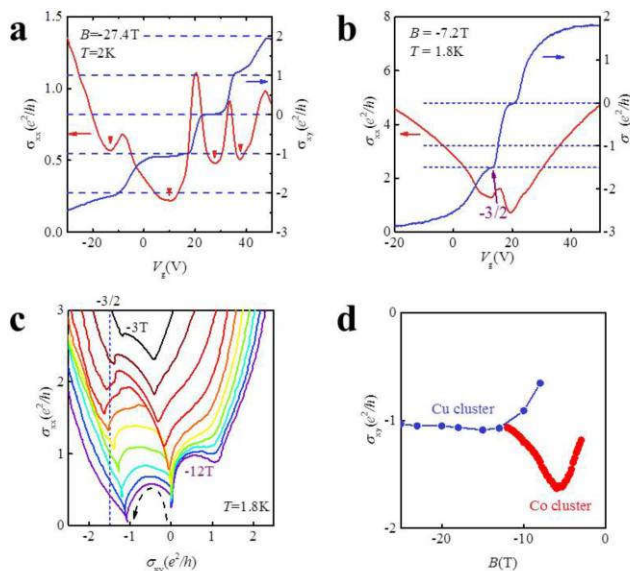 a
B=-27.4T
T=2K
σxx(e²/h)
1.5
1.0
0.5
0.0
2
1
0
-1
-2
-3
σxy(e²/h)
0 20 40
Vg(V)
b
B = -7.2T
T = 1.8K
σxx(e²/h)
8
6
4
2
0
2
1
0
-1
-2
-3
-3/2
-20 0 20 40
Vg(V)
c
-3/2
-3T
-12T
T=1.8K
σxx(e²/h)
3
2
1
0
-2 -1 0 1 2
σxy(e²/h)
d
σxy(e²/h)
0
-1
-2
Cu cluster
Co cluster
-20 -10 0
B(T)